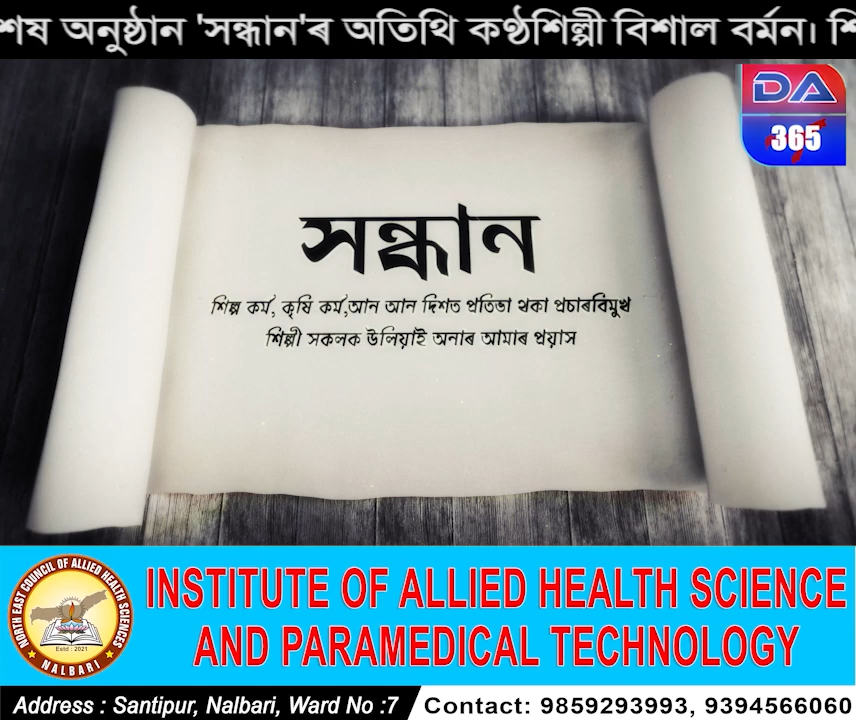 শেষ অনুষ্ঠান 'সন্ধান'ৰ অতিথি কণ্ঠশিল্পী বিশাল বৰ্মন। শি
DA
365
সন্ধান
শিল্প কৰ্ম, কৃষি কৰ্ম,আন আন দিশত প্ৰতিভা থকা প্ৰচাৰবিমুখ
শিল্পী সকলক উলিয়াই অনাৰ আমাৰ প্ৰয়াস
NORTH EAST COUNCIL OF ALLIED HEALTH SCIENCES
Estd : 2021
NALBARI
INSTITUTE OF ALLIED HEALTH SCIENCE
AND PARAMEDICAL TECHNOLOGY
Address : Santipur, Nalbari, Ward No :7
Contact: 9859293993, 9394566060